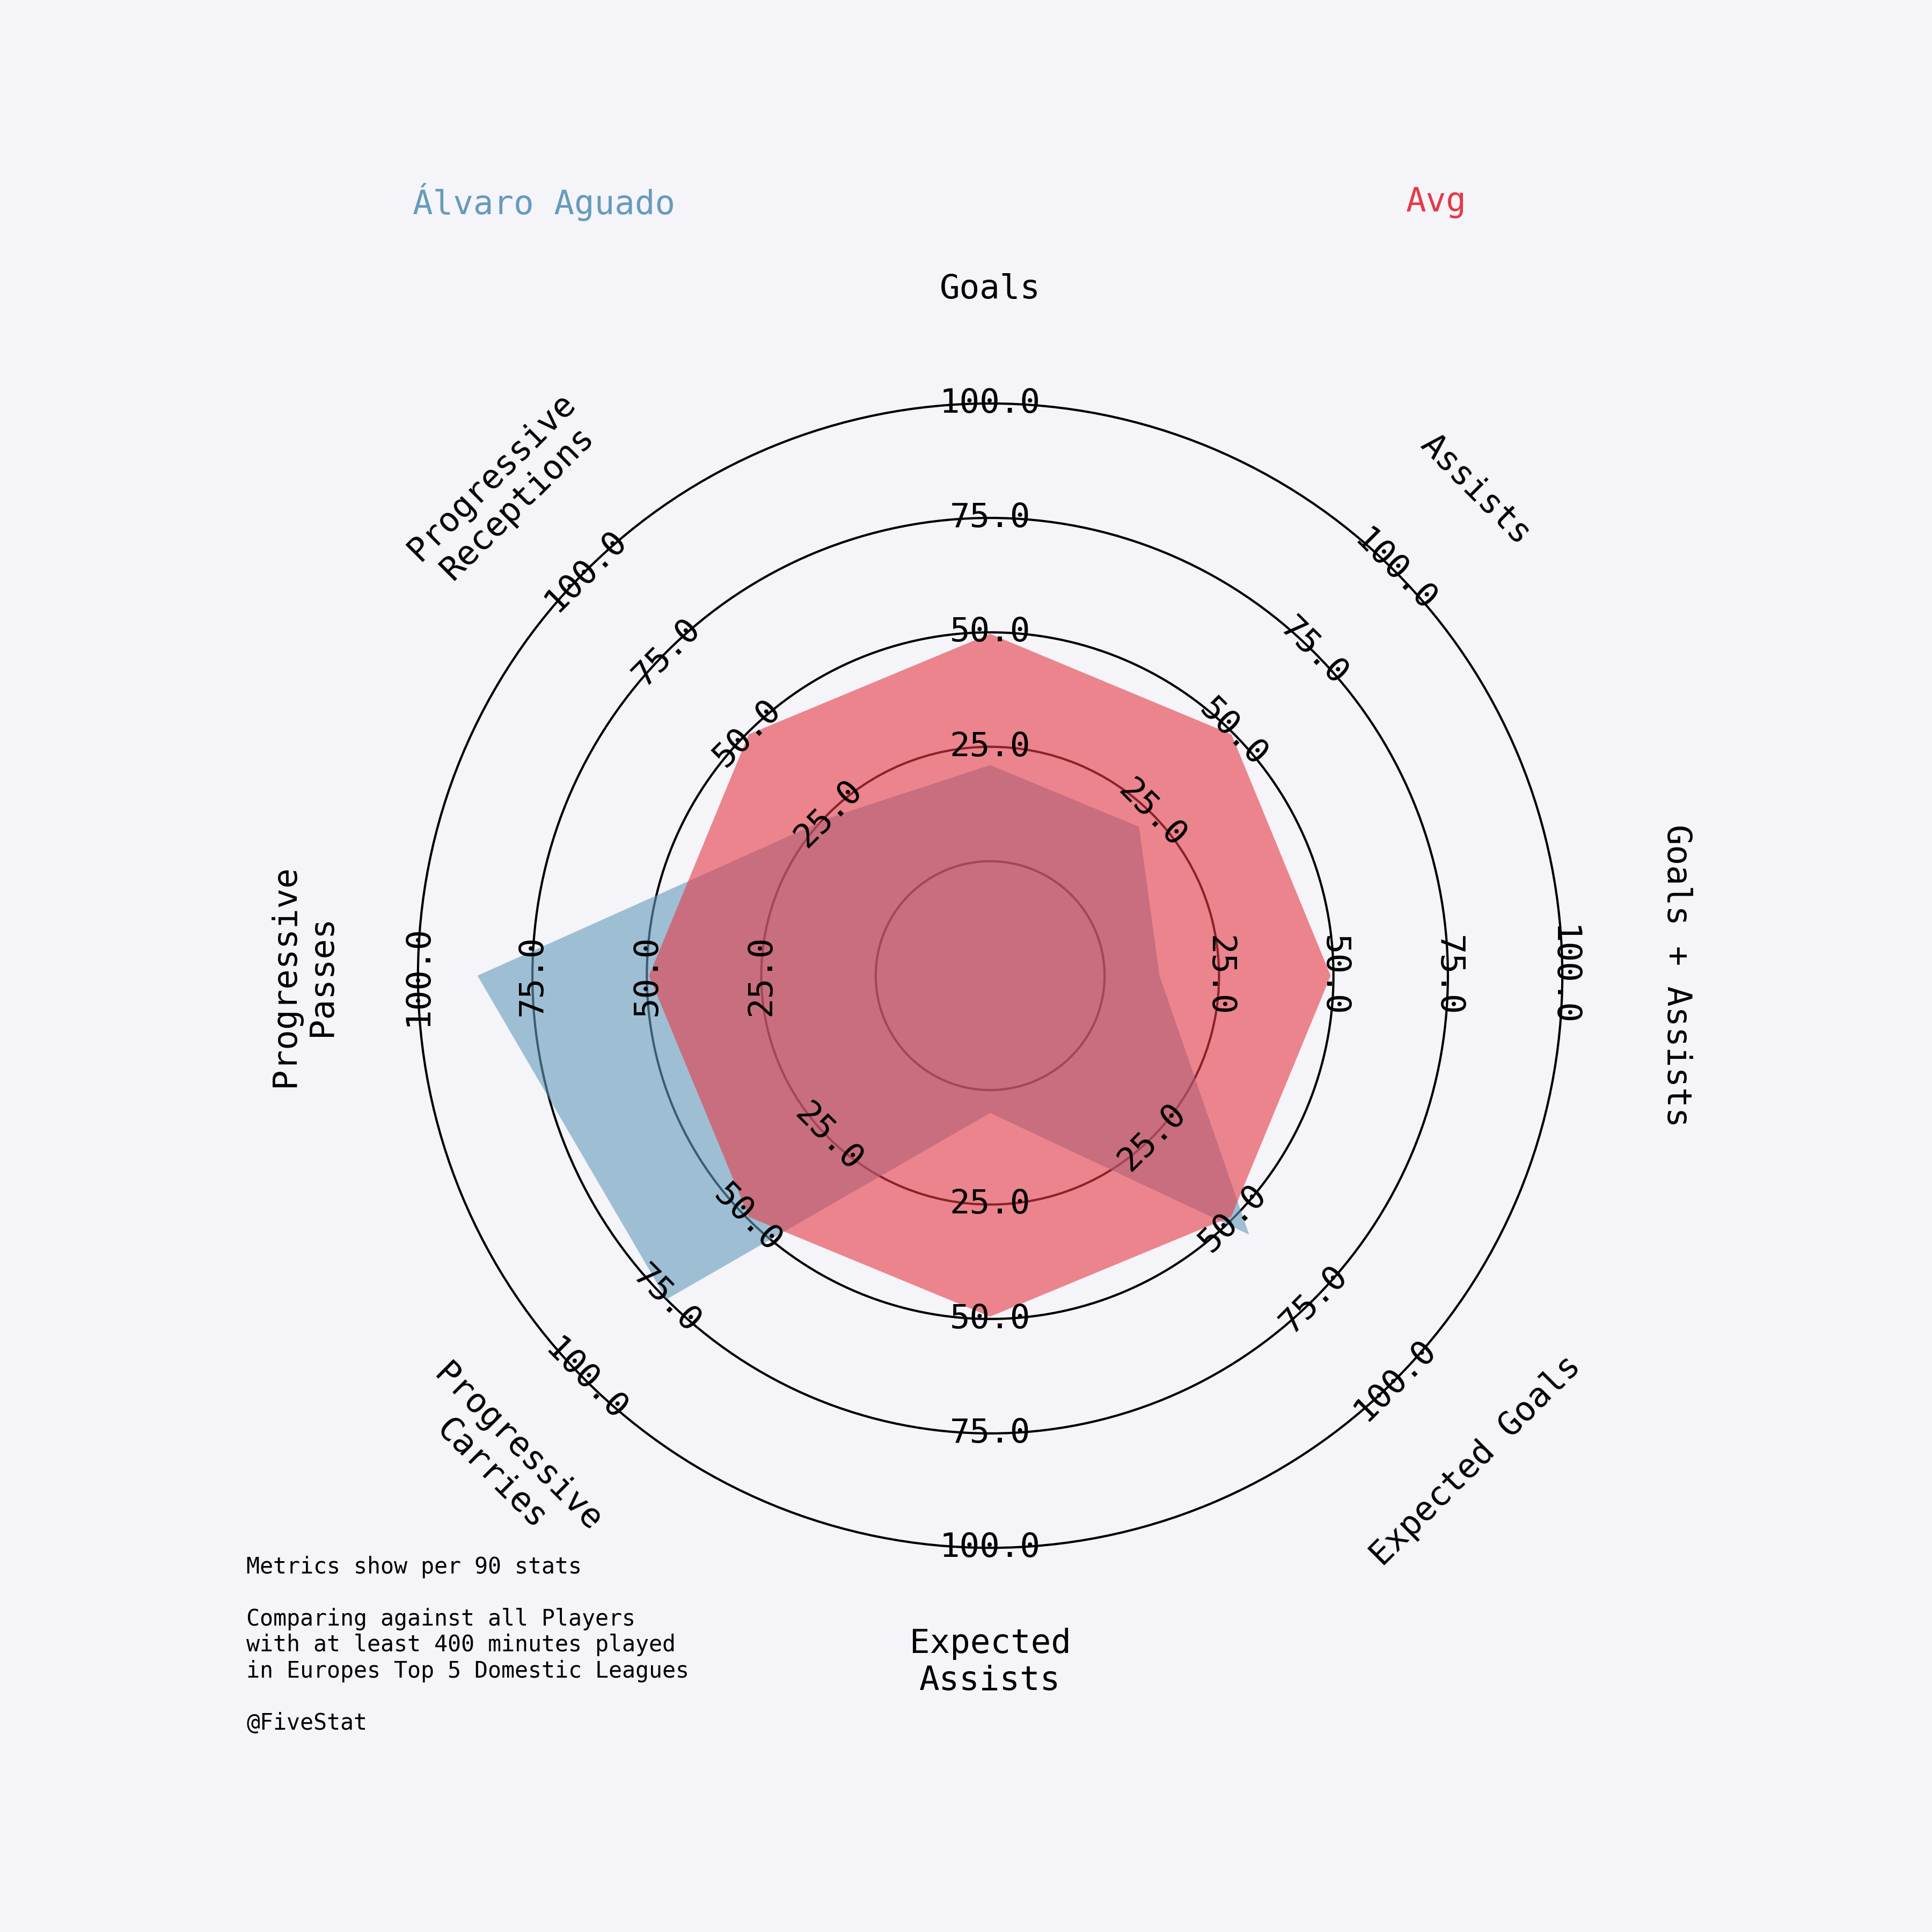 Álvaro Aguado
Avg
Goals
Assists
Goals + Assists
Expected Goals
Expected
Assists
Progressive
Carries
Progressive
Passes
Progressive
Receptions
25.0
50.0
75.0
100.0
25.0
50.0
75.0
100.0
25.0
50.0
75.0
100.0
25.0
50.0
75.0
100.0
25.0
50.0
75.0
100.0
25.0
50.0
75.0
100.0
25.0
50.0
75.0
100.0
25.0
50.0
75.0
100.0
Metrics show per 90 stats
Comparing against all Players
with at least 400 minutes played
in Europes Top 5 Domestic Leagues
@FiveStat